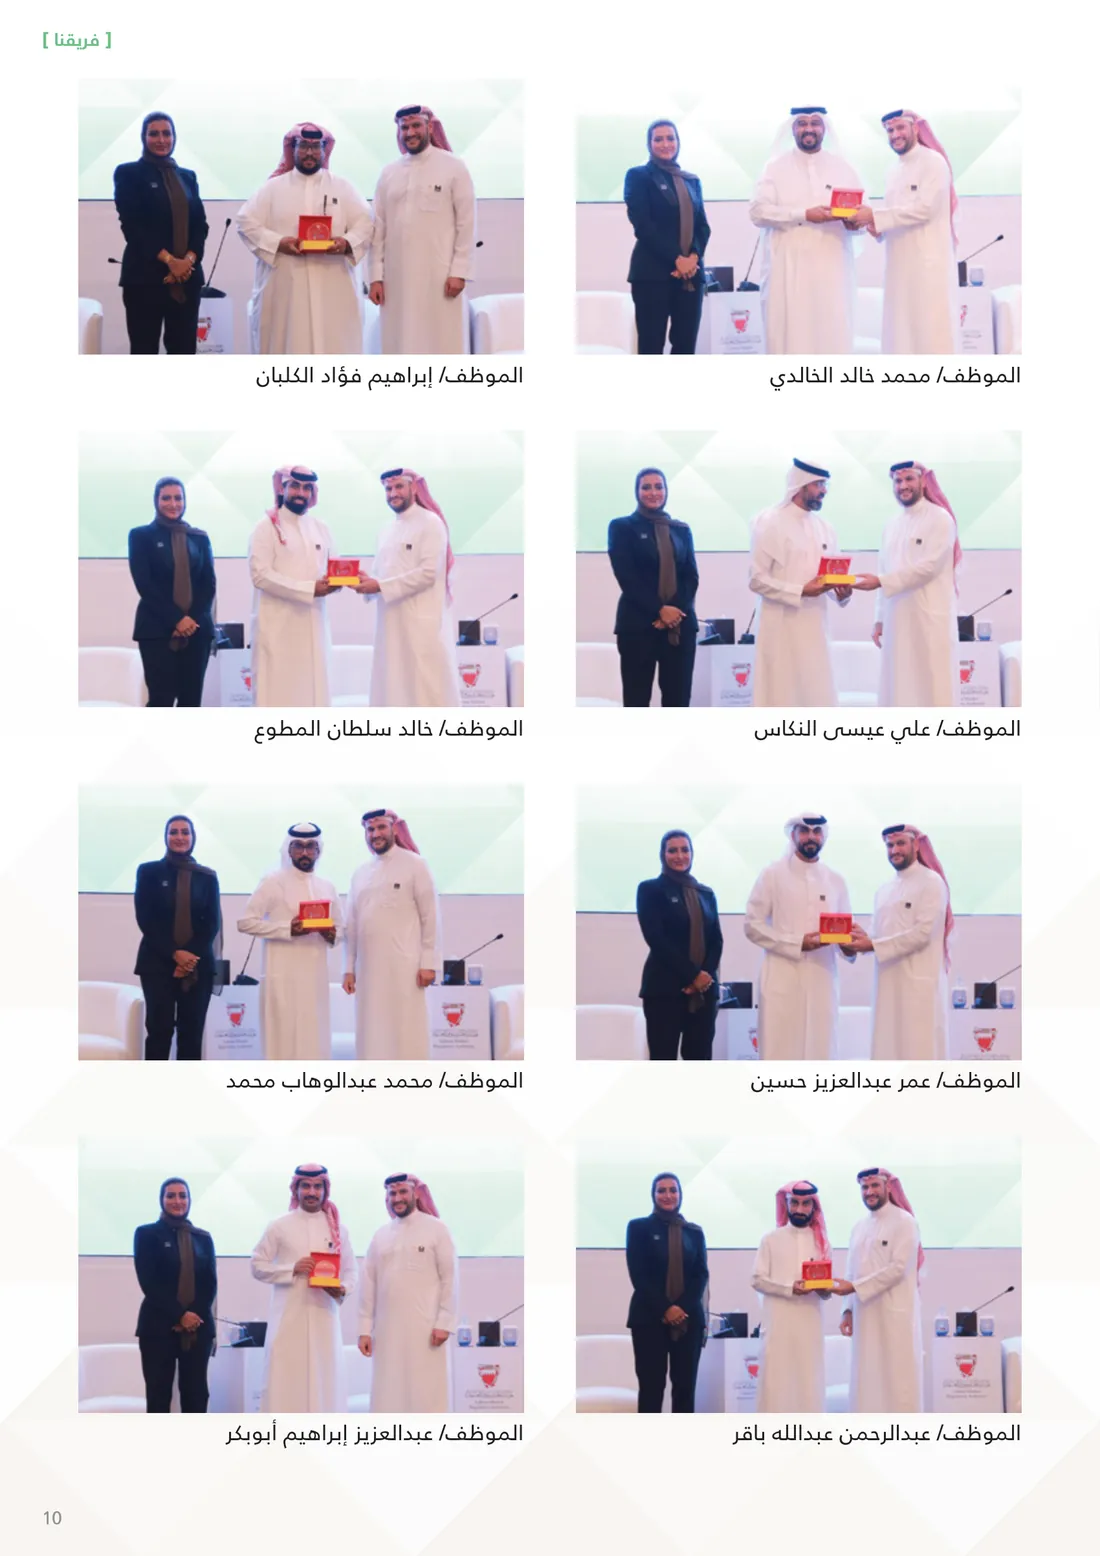 [ فريقنا ]
الموظف/ محمد خالد الخالدي
الموظف/ إبراهيم فؤاد الكلبان
الموظف/ علي عيسى النكاس
الموظف/ خالد سلطان المطوع
الموظف/ عمر عبدالعزيز حسين
الموظف/ محمد عبدالوهاب محمد
الموظف/ عبدالرحمن عبدالله باقر
الموظف/ عبدالعزيز إبراهيم أبوبكر
10